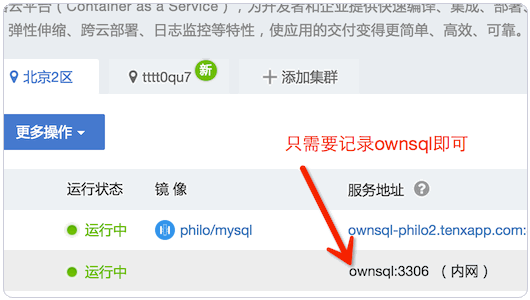 云平台（Container as a Service），为开发者和企业提供快速编译、集成、部署、
弹性伸缩、跨云部署、日志监控等特性，使应用的交付变得更简单、高效、可靠。
北京2区
tttt0qu7
新
添加集群
更多操作
只需要记录ownsql即可
运行状态 镜 像 服务地址 ?
运行中 philo/mysql ownsql-philo2.tenxapp.com:
运行中 ownsql:3306 （内网）